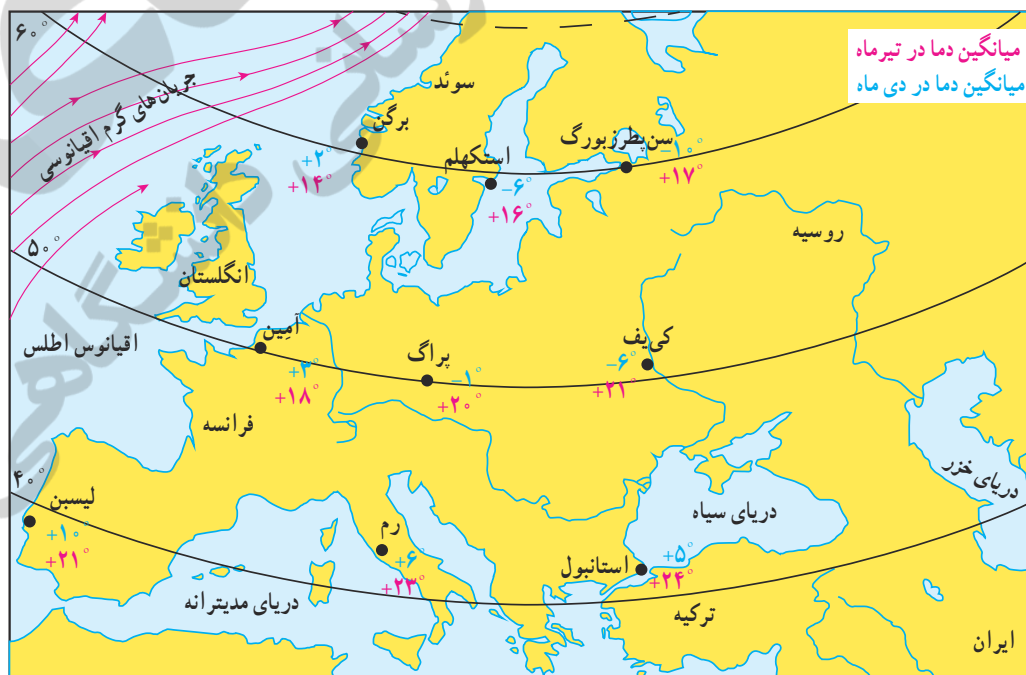 میانگین دما در تیرماه
میانگین دما در دی ماه
۶۰°
جریان‌های گرم اقیانوسی
سوئد
برگن
+۲°
+۱۴°
استکهلم
-۶°
+۱۶°
سن‌پطرزبورگ
-۱۰°
+۱۷°
روسیه
۵۰°
انگلستان
اقیانوس اطلس
آمِین
+۳°
+۱۸°
پراگ
-۱°
+۲۰°
کی‌یف
-۶°
+۲۱°
فرانسه
۴۰°
لیسبن
+۱۰°
+۲۱°
رم
+۶°
+۲۳°
دریای سیاه
دریای خزر
استانبول
+۵°
+۲۴°
دریای مدیترانه
ترکیه
ایران